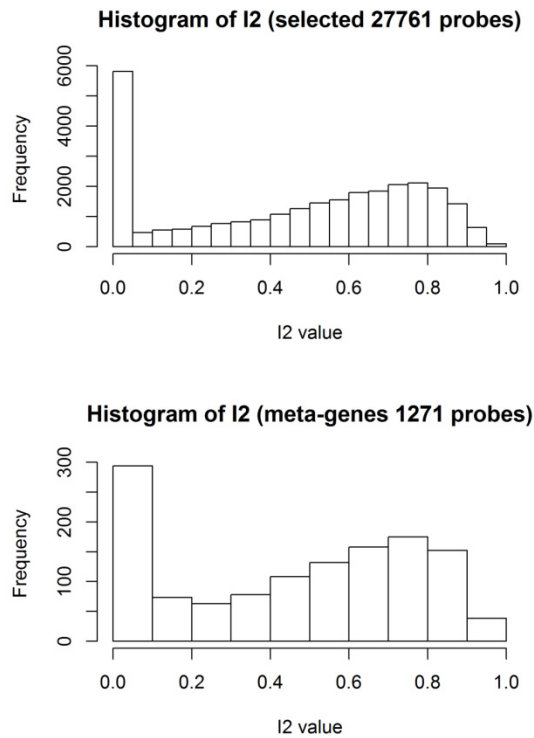 Histogram of I2 (selected 27761 probes)
Frequency
6000
4000
2000
0
0.0 0.2 0.4 0.6 0.8 1.0
I2 value
Histogram of I2 (meta-genes 1271 probes)
Frequency
300
200
100
0
0.0 0.2 0.4 0.6 0.8 1.0
I2 value